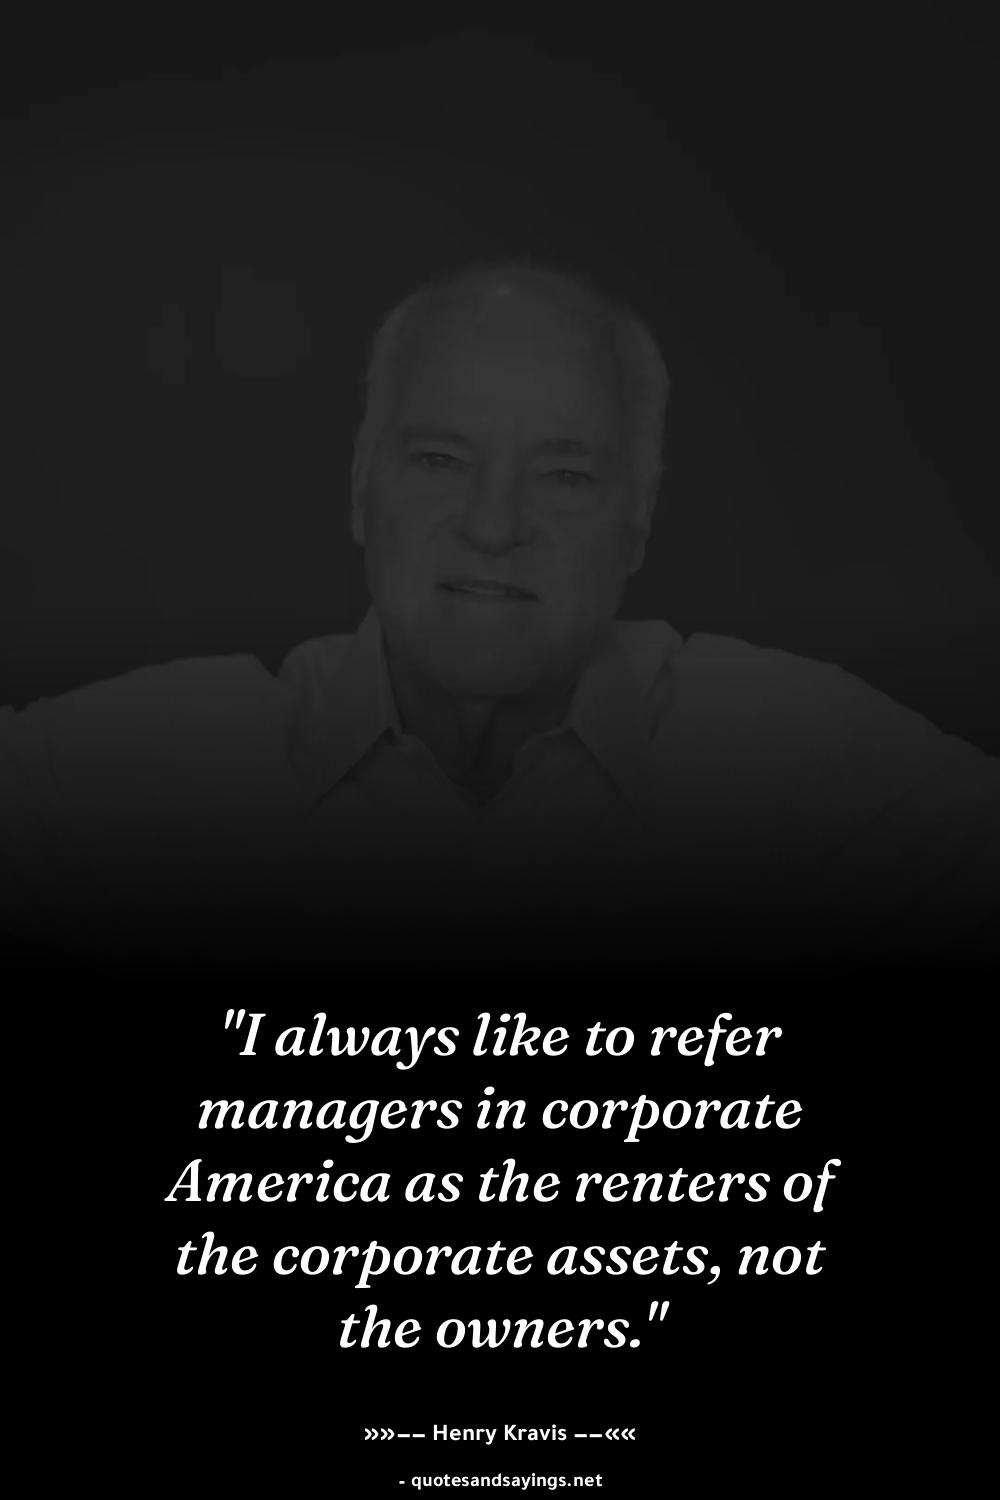 "I always like to refer
managers in corporate
America as the renters of
the corporate assets, not
the owners."
»»−− Henry Kravis −−««
- quotesandsayings.net